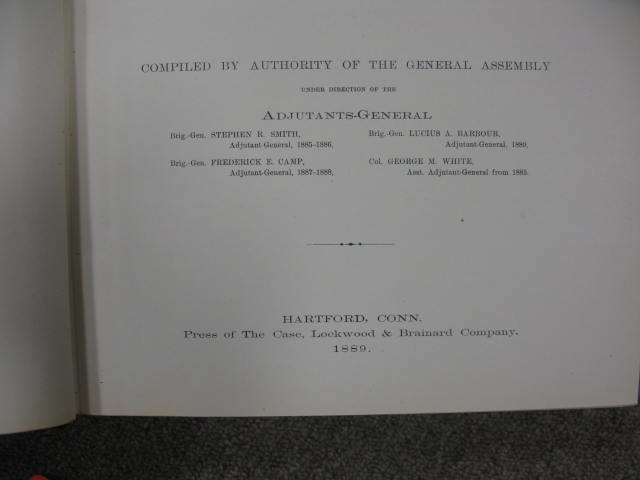 COMPILED BY AUTHORITY OF THE GENERAL ASSEMBLY
UNDER DIRECTION OF THE
ADJUTANTS-GENERAL
Brig.-Gen. STEPHEN R. SMITH,
Adjutant-General, 1885-1886,
Brig.-Gen. FREDERICK E. CAMP,
Adjutant-General, 1887-1888,
Brig.-Gen. LUCIUS A. BARBOUR,
Adjutant-General, 1889,
Col. GEORGE M. WHITE,
Asst. Adjutant-General from 1885.
HARTFORD, CONN.
Press of The Case, Lockwood & Brainard Company.
1889.